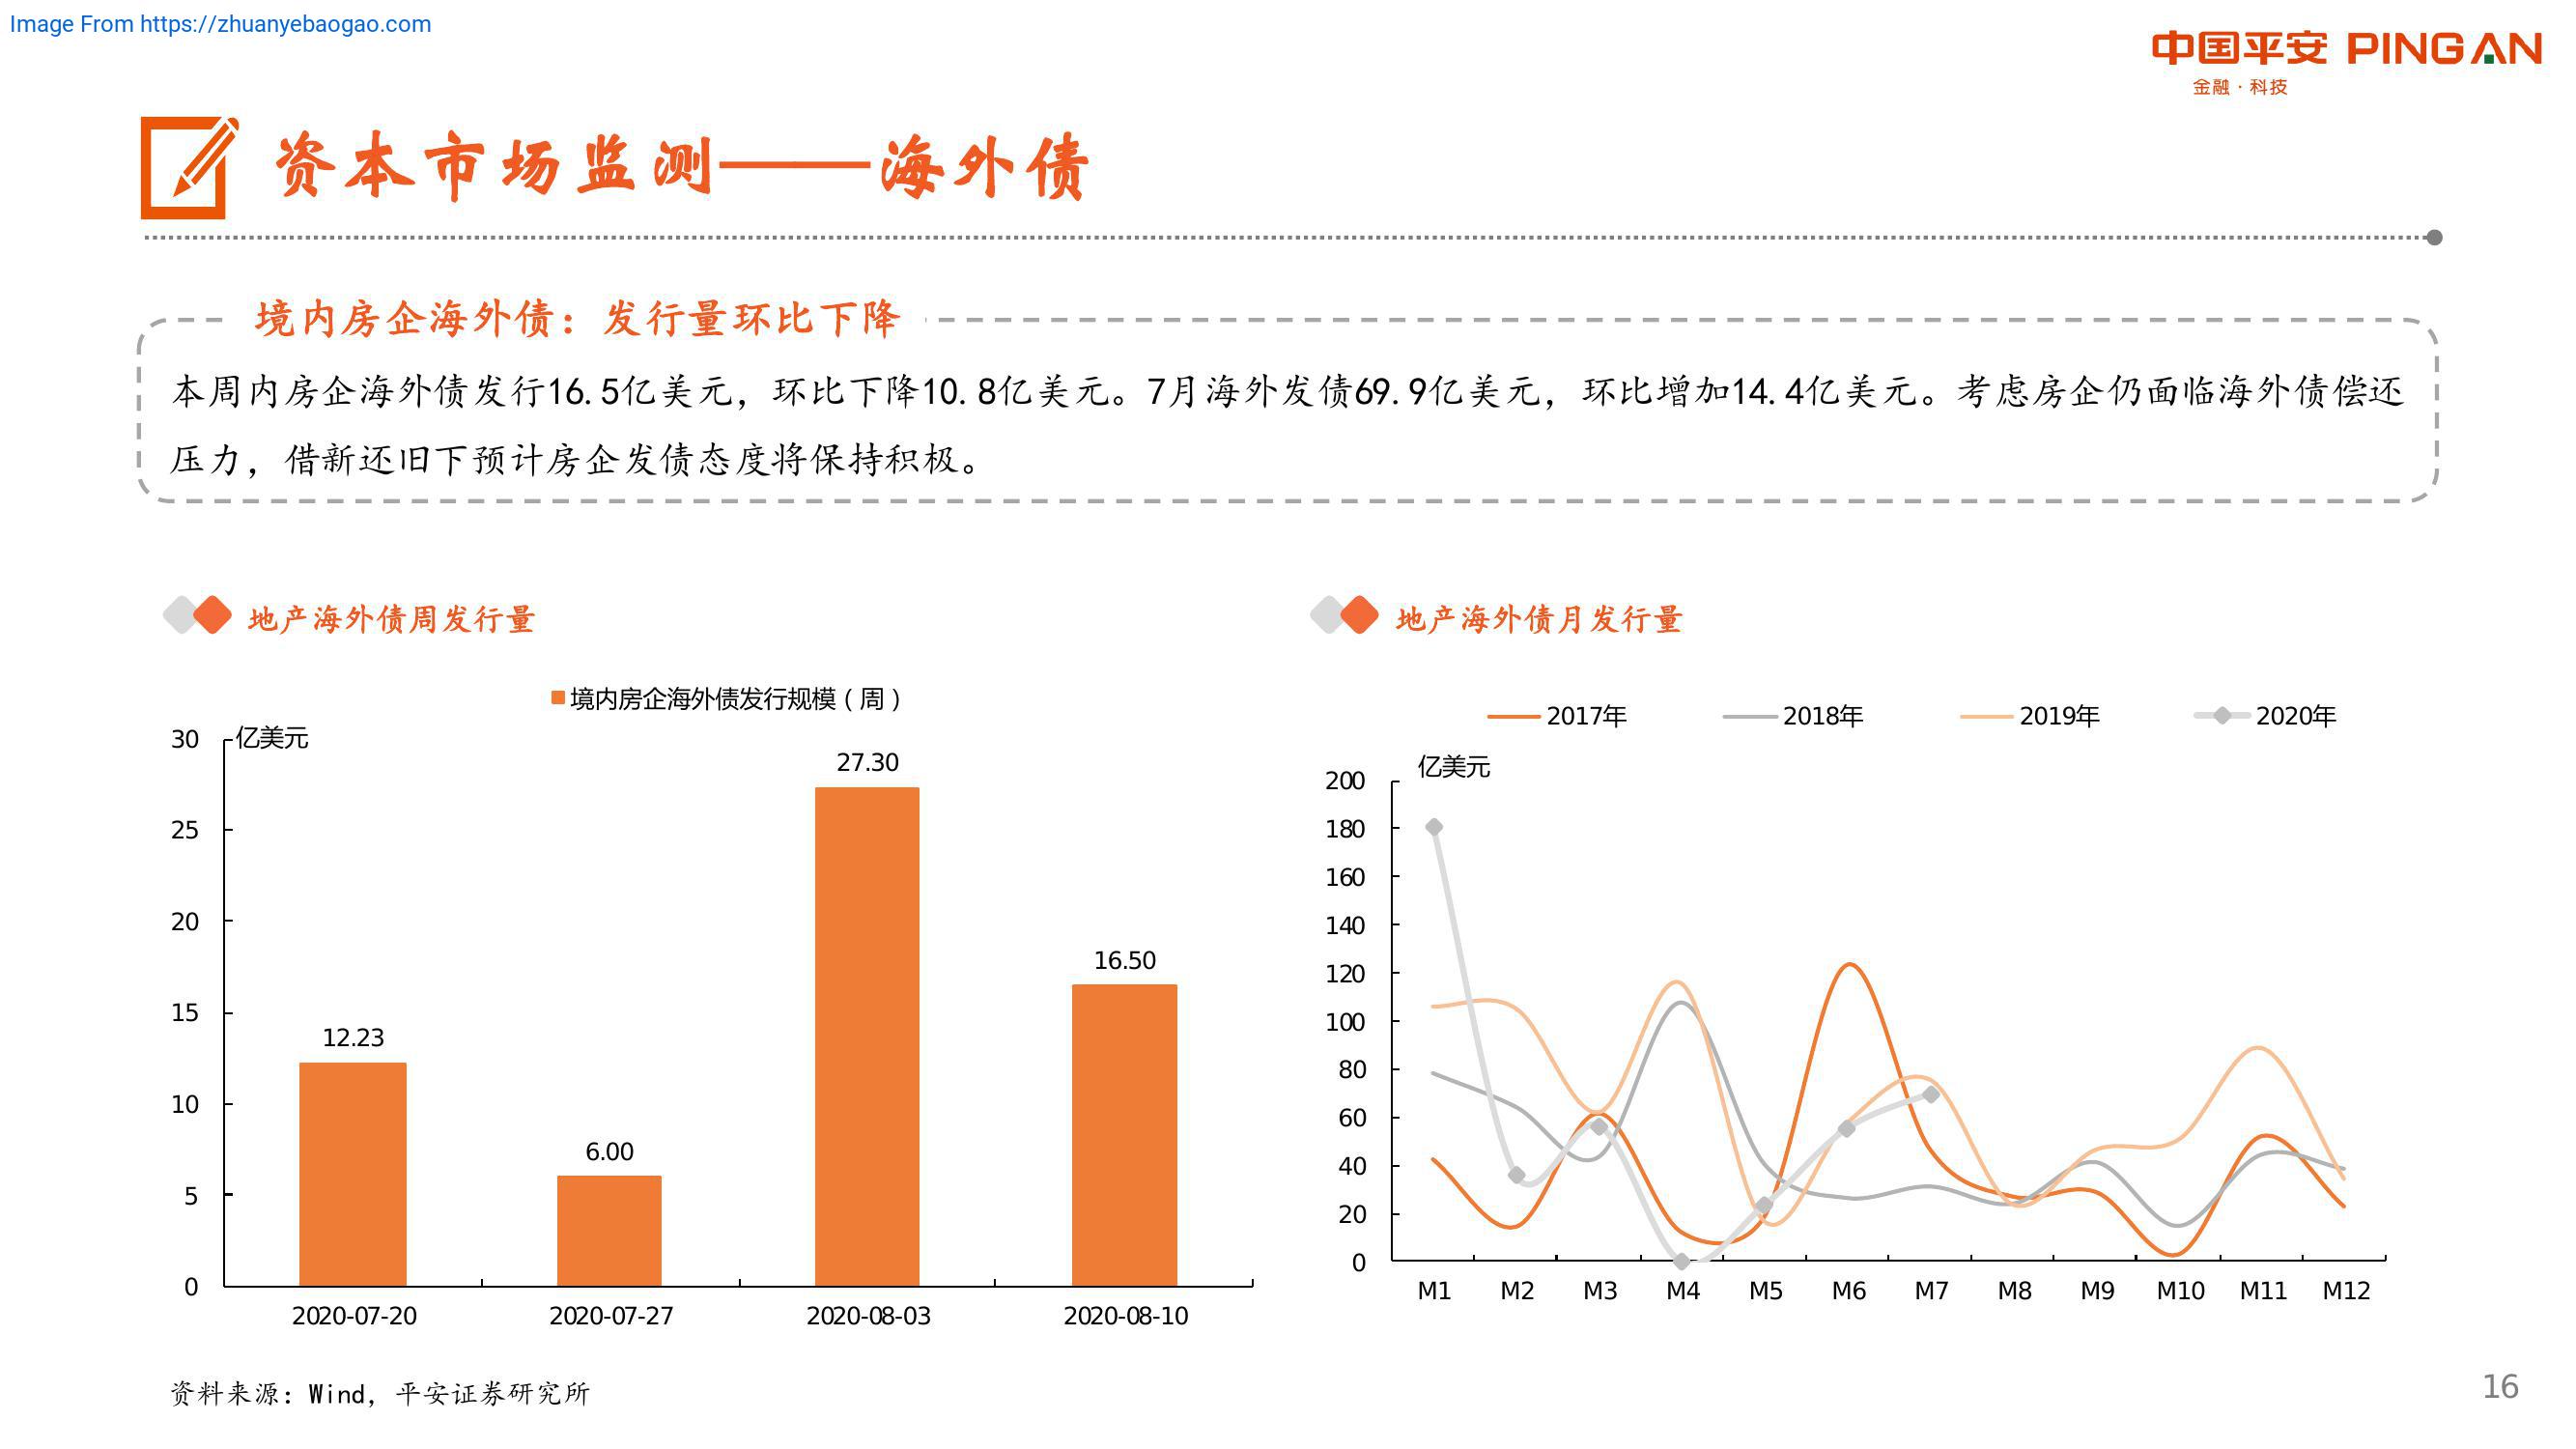 Image From https://zhuanyebaogao.com
中国平安 PINGAN
金融·科技
资本市场监测——海外债
境内房企海外债：发行量环比下降
本周内房企海外债发行16.5亿美元，环比下降10.8亿美元。7月海外发债69.9亿美元，环比增加14.4亿美元。考虑房企仍面临海外债偿还
压力，借新还旧下预计房企发债态度将保持积极。
地产海外债周发行量
境内房企海外债发行规模（周）
亿美元
30
25
20
15
10
5
0
12.23
6.00
27.30
16.50
2020-07-20 2020-07-27 2020-08-03 2020-08-10
地产海外债月发行量
2017年 2018年 2019年 2020年
亿美元
200
180
160
140
120
100
80
60
40
20
0
M1 M2 M3 M4 M5 M6 M7 M8 M9 M10 M11 M12
资料来源：Wind，平安证券研究所
16